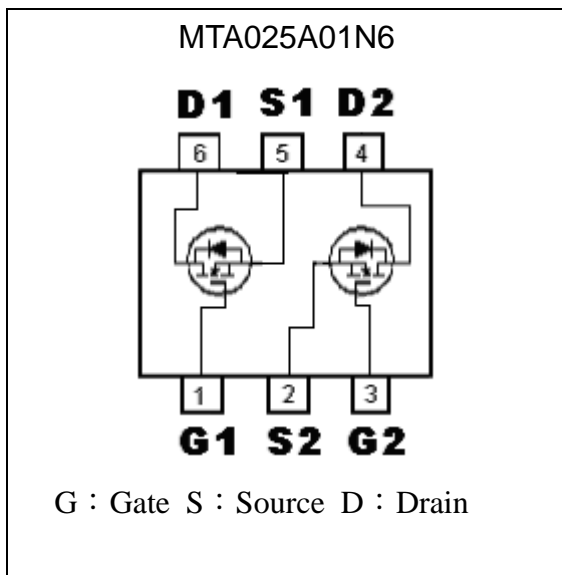 MTA025A01N6
D1 S1 D2
6 5 4
1 2 3
G1 S2 G2
G：Gate S：Source D：Drain